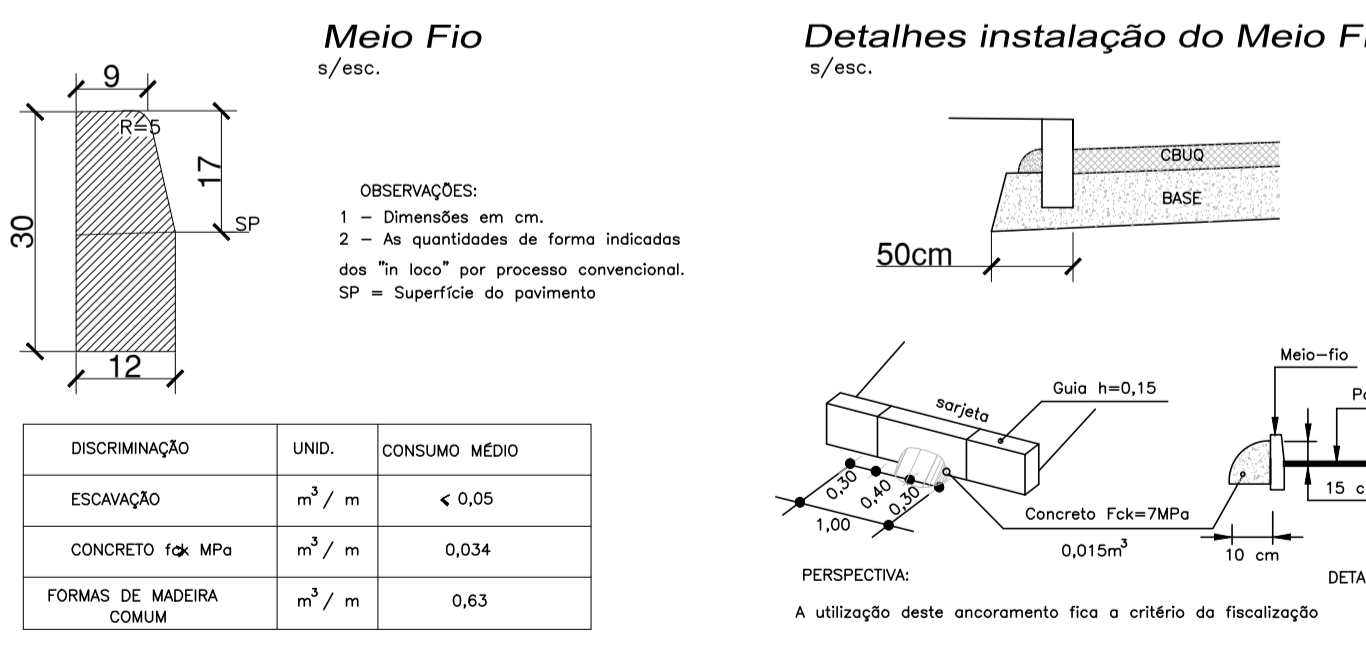 Meio Fio
s/esc.
9
R=5
17
30
SP
12
OBSERVAÇÕES:
1 - Dimensões em cm.
2 - As quantidades de forma indicadas
dos "in loco" por processo convencional.
SP = Superfície do pavimento
DISCRIMINAÇÃO UNID. CONSUMO MÉDIO
ESCAVAÇÃO m³ / m < 0,05
CONCRETO fck MPa m³ / m 0,034
FORMAS DE MADEIRA COMUM m³ / m 0,63
Detalhes instalação do Meio
s/esc.
CBUQ
BASE
50cm
Meio-fio
Guia h=0,15
sarjeta
0,30
0,40
0,30
1,00
15
Concreto Fck=7MPa
0,015m³
10 cm
PERSPECTIVA:
A utilização deste ancoramento fica a critério da fiscalização